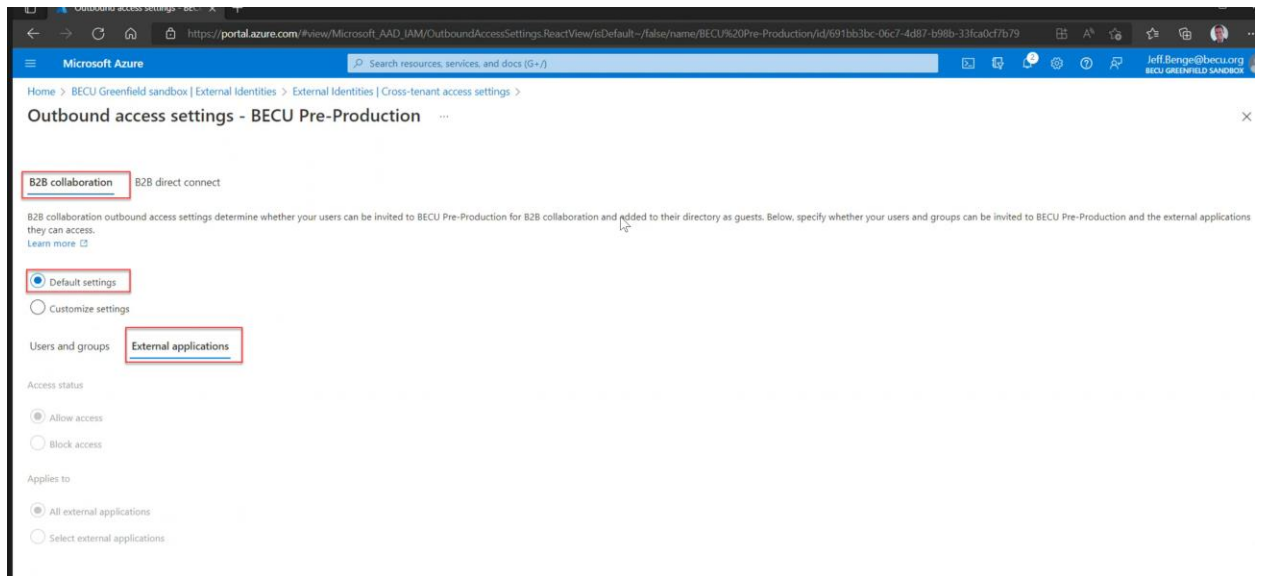 Outbound access settings - BEC
https://portal.azure.com/#view/Microsoft_AAD_IAM/OutboundAccessSettings.ReactView/isDefault~/false/name/BECU%20Pre-Production/id/691bb3bc-06c7-4d87-b98b-33fca0cf7b79
Microsoft Azure
Search resources, services, and docs (G+/)
2
Jeff.Benge@becu.org
BECU GREENFIELD SANDBOX
Home > BECU Greenfield sandbox | External Identities > External Identities | Cross-tenant access settings >
Outbound access settings - BECU Pre-Production ...
B2B collaboration B2B direct connect
B2B collaboration outbound access settings determine whether your users can be invited to BECU Pre-Production for B2B collaboration and added to their directory as guests. Below, specify whether your users and groups can be invited to BECU Pre-Production and the external applications
they can access.
Learn more
Default settings
Customize settings
Users and groups External applications
Access status
Allow access
Block access
Applies to
All external applications
Select external applications